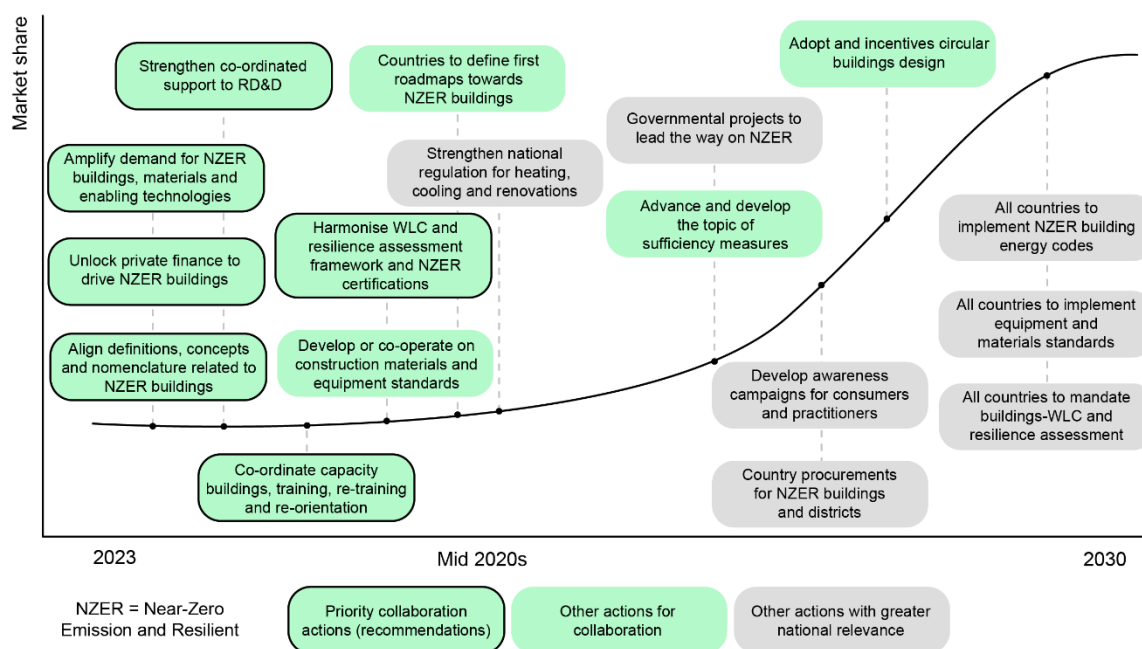 Market share
Strengthen co-ordinated
support to RD&D
Countries to define first
roadmaps towards
NZER buildings
Adopt and incentives circular
buildings design
Governmental projects to
lead the way on NZER
Amplify demand for NZER
buildings, materials and
enabling technologies
Strengthen national
regulation for heating,
cooling and renovations
Advance and develop
the topic of
sufficiency measures
Unlock private finance to
drive NZER buildings
Harmonise WLC and
resilience assessment
framework and NZER
certifications
All countries to
implement NZER building
energy codes
Align definitions, concepts
and nomenclature related to
NZER buildings
Develop or co-operate on
construction materials and
equipment standards
All countries to implement
equipment and
materials standards
Develop awareness
campaigns for consumers
and practitioners
All countries to mandate
buildings-WLC and
resilience assessment
Co-ordinate capacity
buildings, training, re-training
and re-orientation
Country procurements
for NZER buildings
and districts
2023
Mid 2020s
2030
NZER = Near-Zero
Emission and Resilient
Priority collaboration
actions (recommendations)
Other actions for
collaboration
Other actions with greater
national relevance